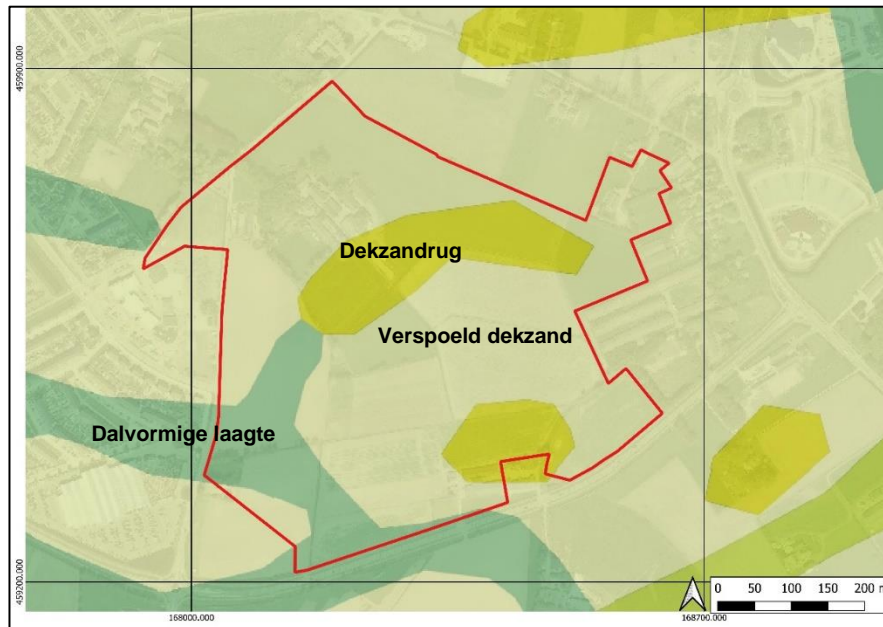 459900.000
Dekzandrug
Verspoeld dekzand
Dalvormige laagte
459200.000
0 50 100 150 200 m
168000.000
168700.000